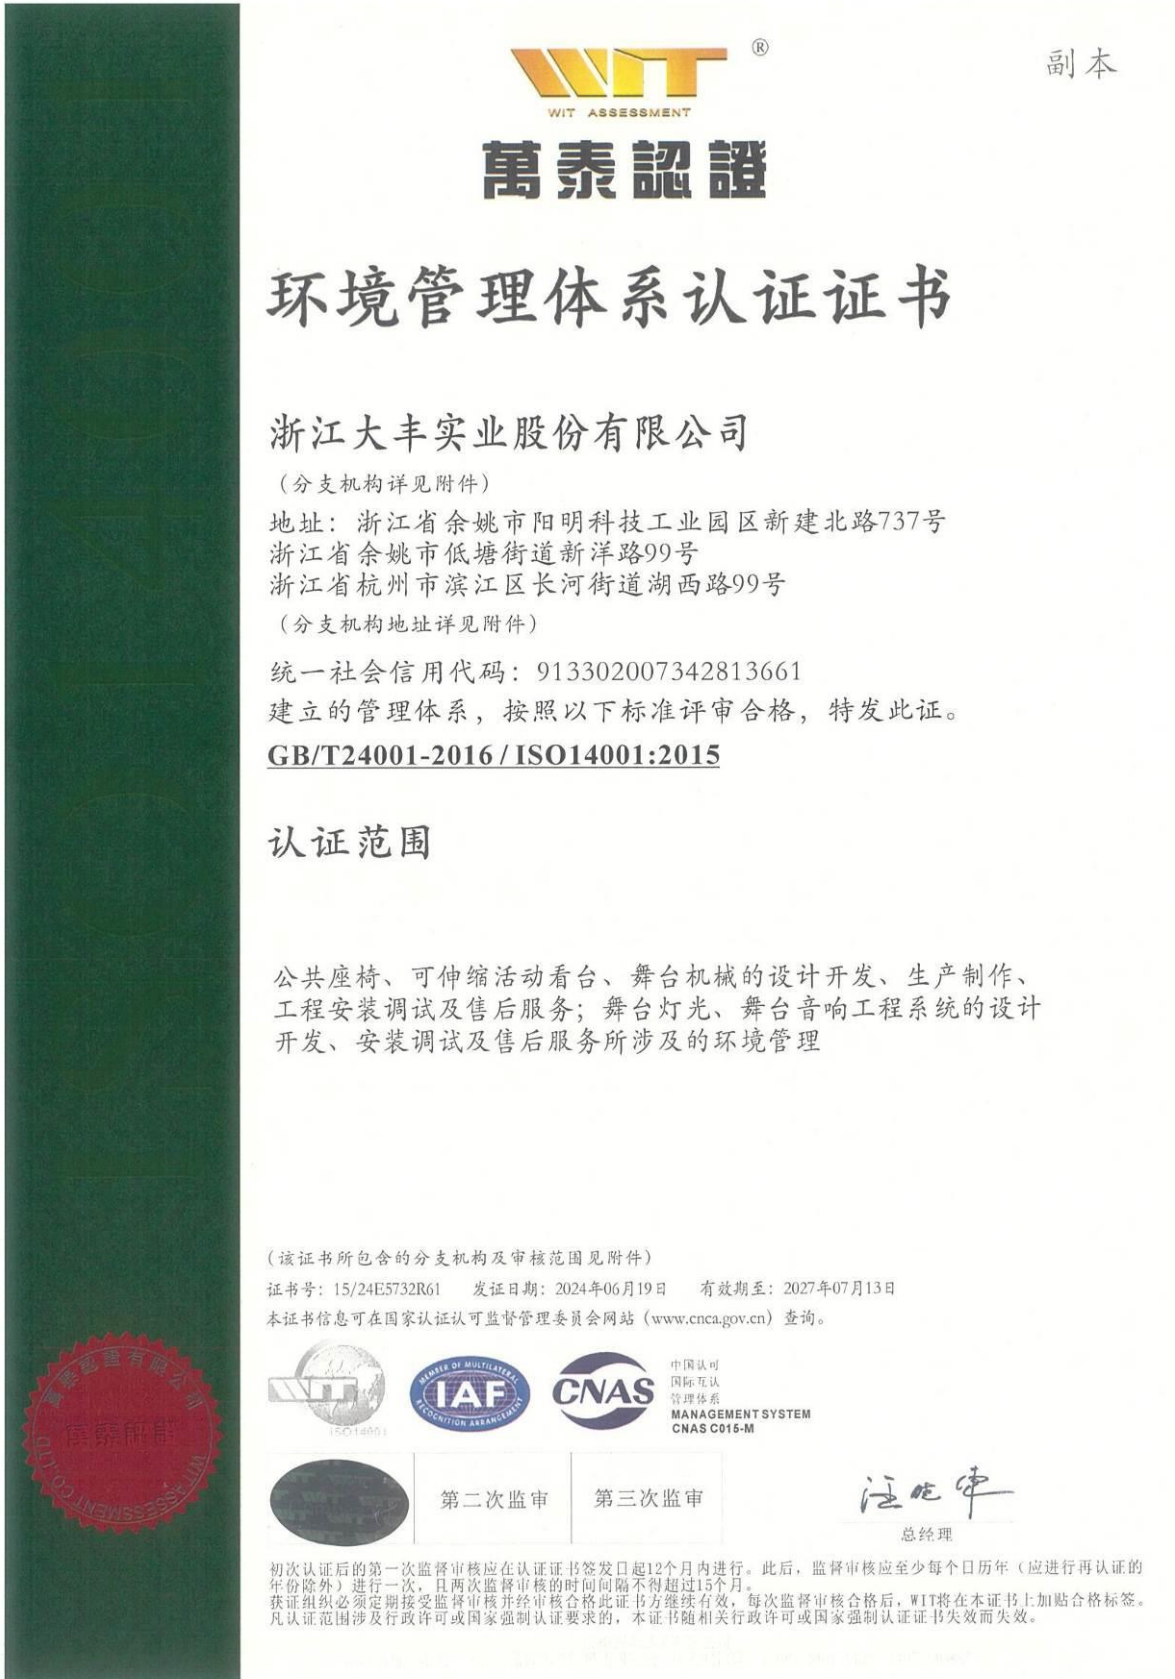 副本
WIT
®
WIT ASSESSMENT
萬泰認證
环境管理体系认证证书
浙江大丰实业股份有限公司
（分支机构详见附件）
地址：浙江省余姚市阳明科技工业园区新建北路737号
浙江省余姚市低塘街道新洋路99号
浙江省杭州市滨江区长河街道湖西路99号
（分支机构地址详见附件）
统一社会信用代码：913302007342813661
建立的管理体系，按照以下标准评审合格，特发此证。
GB/T24001-2016 / ISO14001:2015
认证范围
公共座椅、可伸缩活动看台、舞台机械的设计开发、生产制作、
工程安装调试及售后服务；舞台灯光、舞台音响工程系统的设计
开发、安装调试及售后服务所涉及的环境管理
（该证书所包含的分支机构及审核范围见附件）
证书号：15/24E5732R61 发证日期：2024年06月19日 有效期至：2027年07月13日
本证书信息可在国家认证认可监督管理委员会网站（www.cnca.gov.cn）查询。
WIT
ISO14001
MEMBER OF MULTILATERAL
IAF
RECOGNITION ARRANGEMENT
CNAS
中国认可
国际互认
管理体系
MANAGEMENT SYSTEM
CNAS C015-M
有限公司
WIT ASSESSMENT CO.,LTD
第二次监审
第三次监审
总经理
初次认证后的第一次监督审核应在认证证书签发日起12个月内进行。此后，监督审核应至少每个日历年（应进行再认证的
年份除外）进行一次，且两次监督审核的时间间隔不得超过15个月。
获证组织必须定期接受监督审核并经审核合格此证书方继续有效，每次监督审核合格后，WIT将在本证书上加贴合格标签。
凡认证范围涉及行政许可或国家强制认证要求的，本证书随相关行政许可或国家强制认证证书失效而失效。